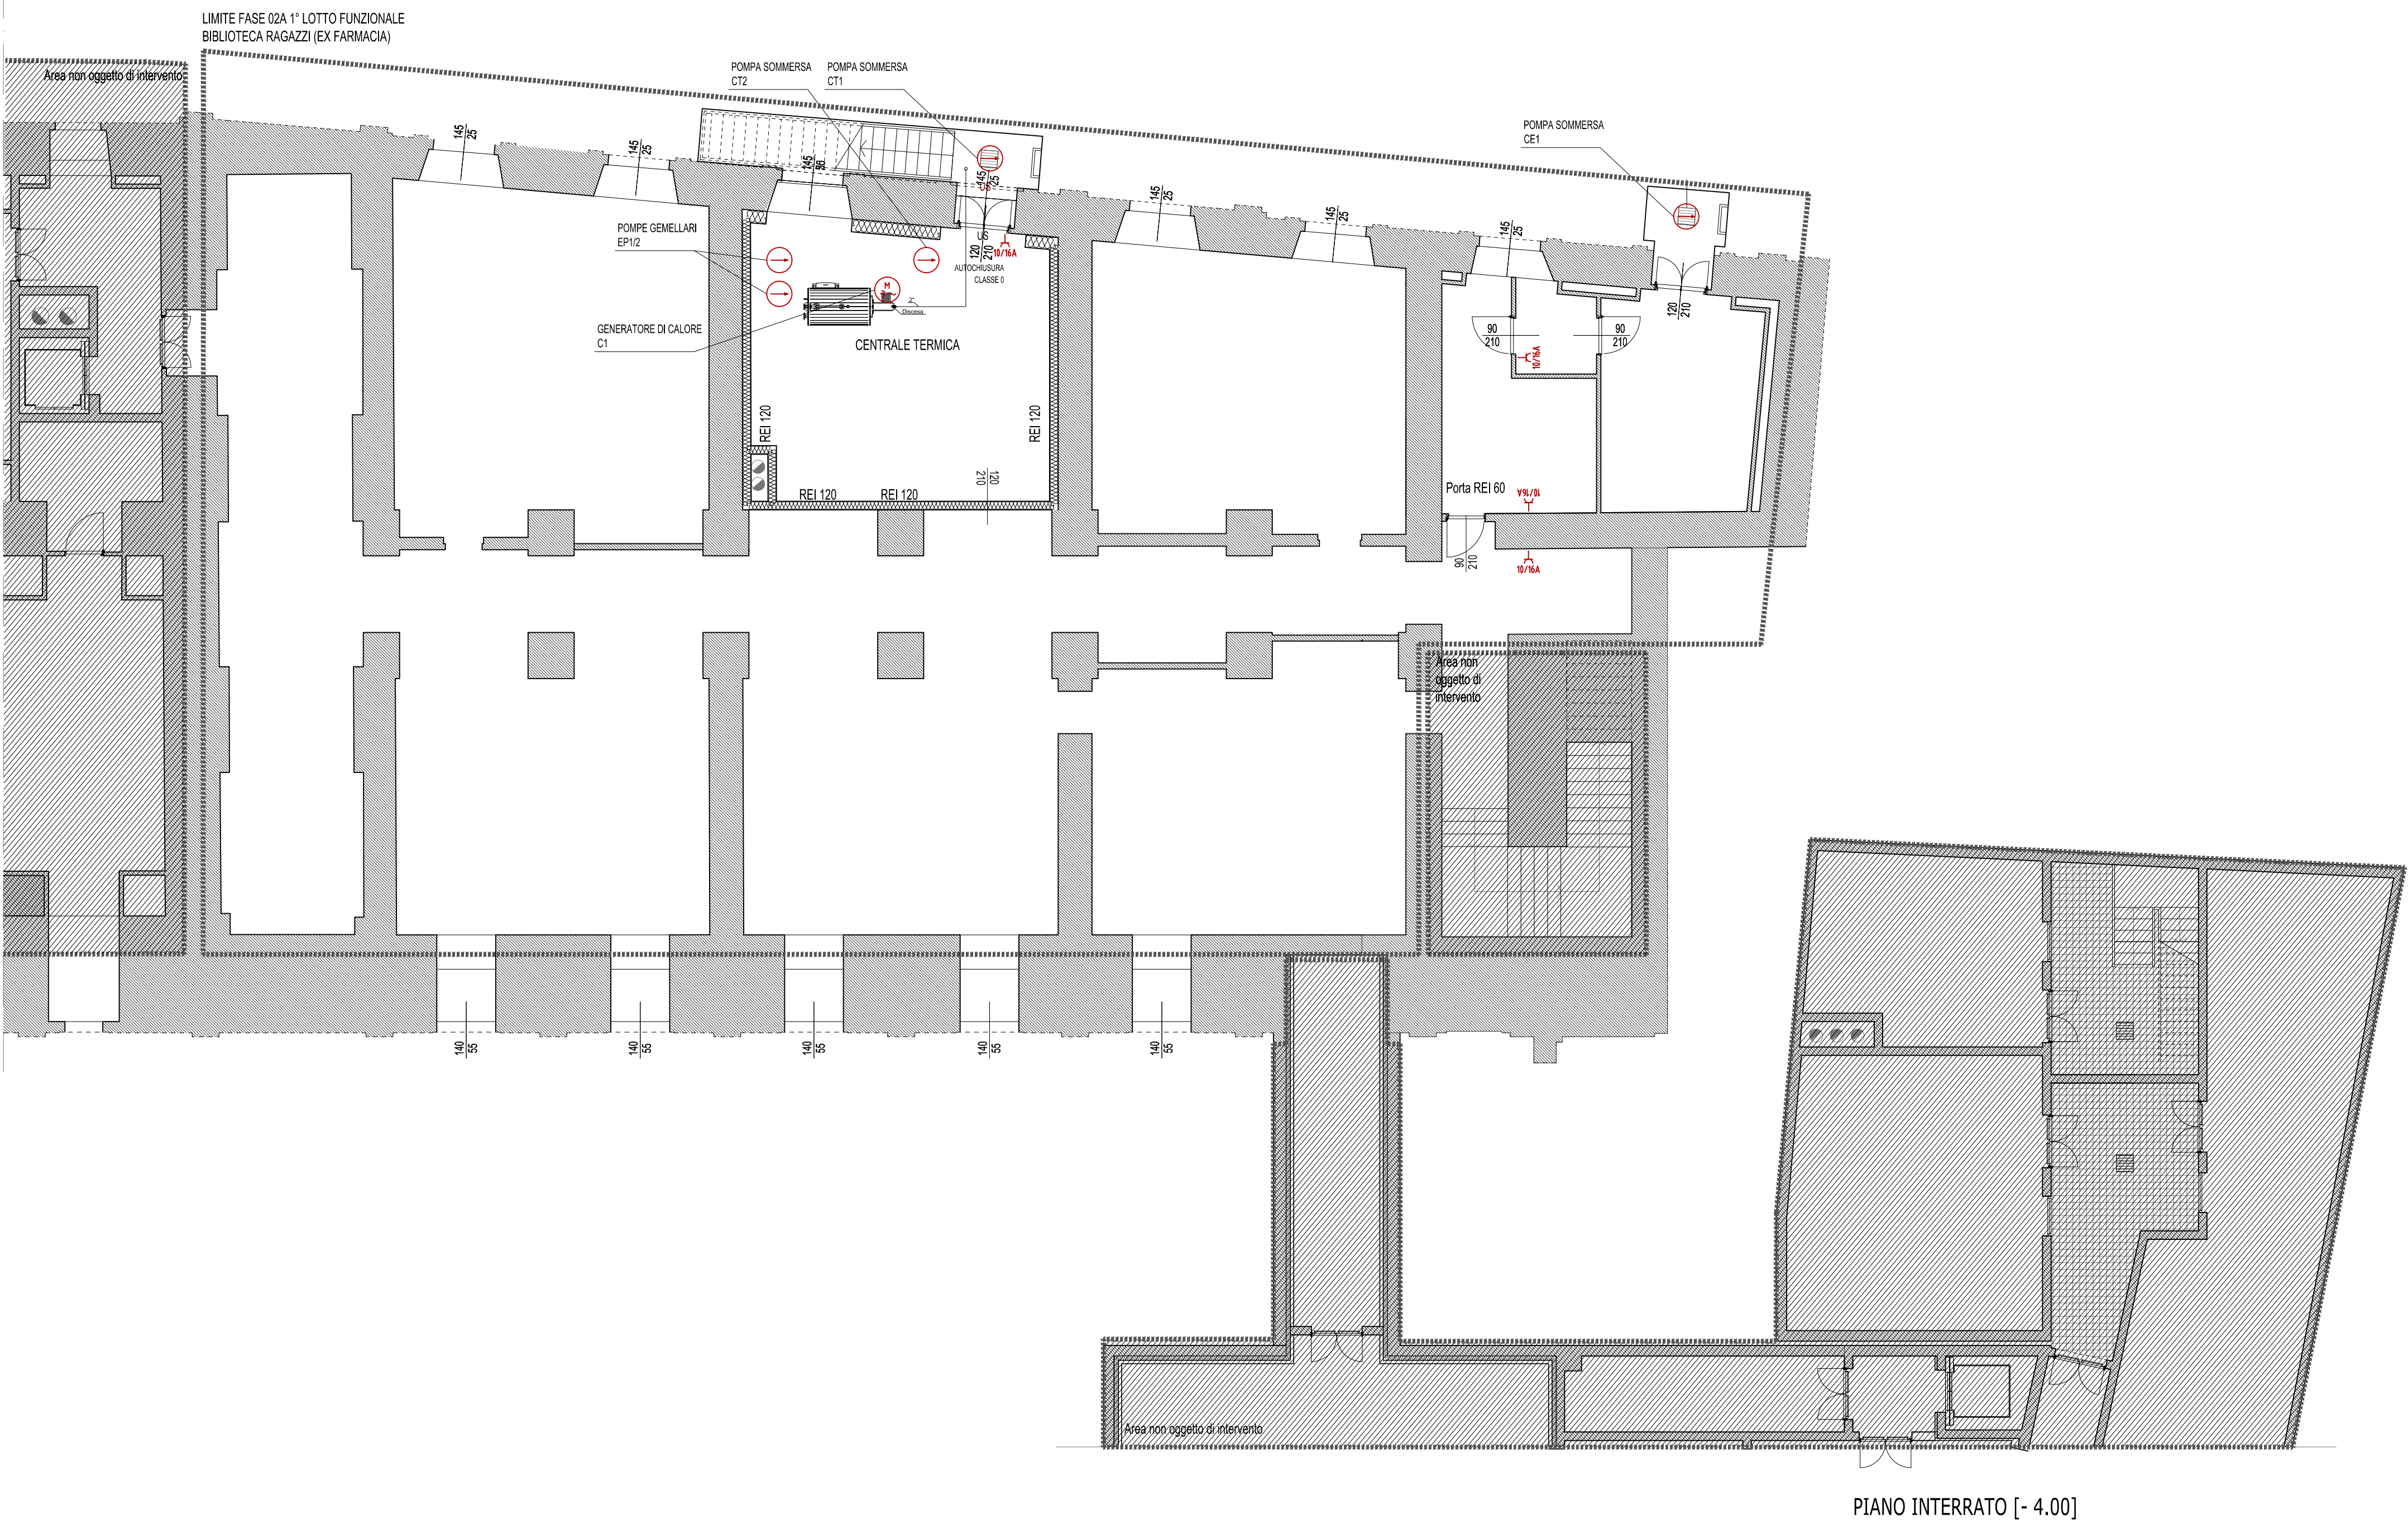 LIMITE FASE 02A 1° LOTTO FUNZIONALE
BIBLIOTECA RAGAZZI (EX FARMACIA)
Area non oggetto di intervento
POMPA SOMMERSA
CT2
POMPA SOMMERSA
CT1
POMPA SOMMERSA
CE1
145
25
145
25
145
145
25
145
25
145
25
145
25
US
US
120
210
10/16A
AUTOCHIUSURA
CLASSE 0
POMPE GEMELLARI
EP1/2
M
2"
Discesa
GENERATORE DI CALORE
C1
CENTRALE TERMICA
120
210
90
210
90
210
10/16A
REI 120
REI 120
REI 120
REI 120
120
210
Porta REI 60
10/16A
90
210
10/16A
Area non
oggetto di
intervento
140
55
140
55
140
55
140
55
140
55
Area non oggetto di intervento
PIANO INTERRATO [- 4.00]